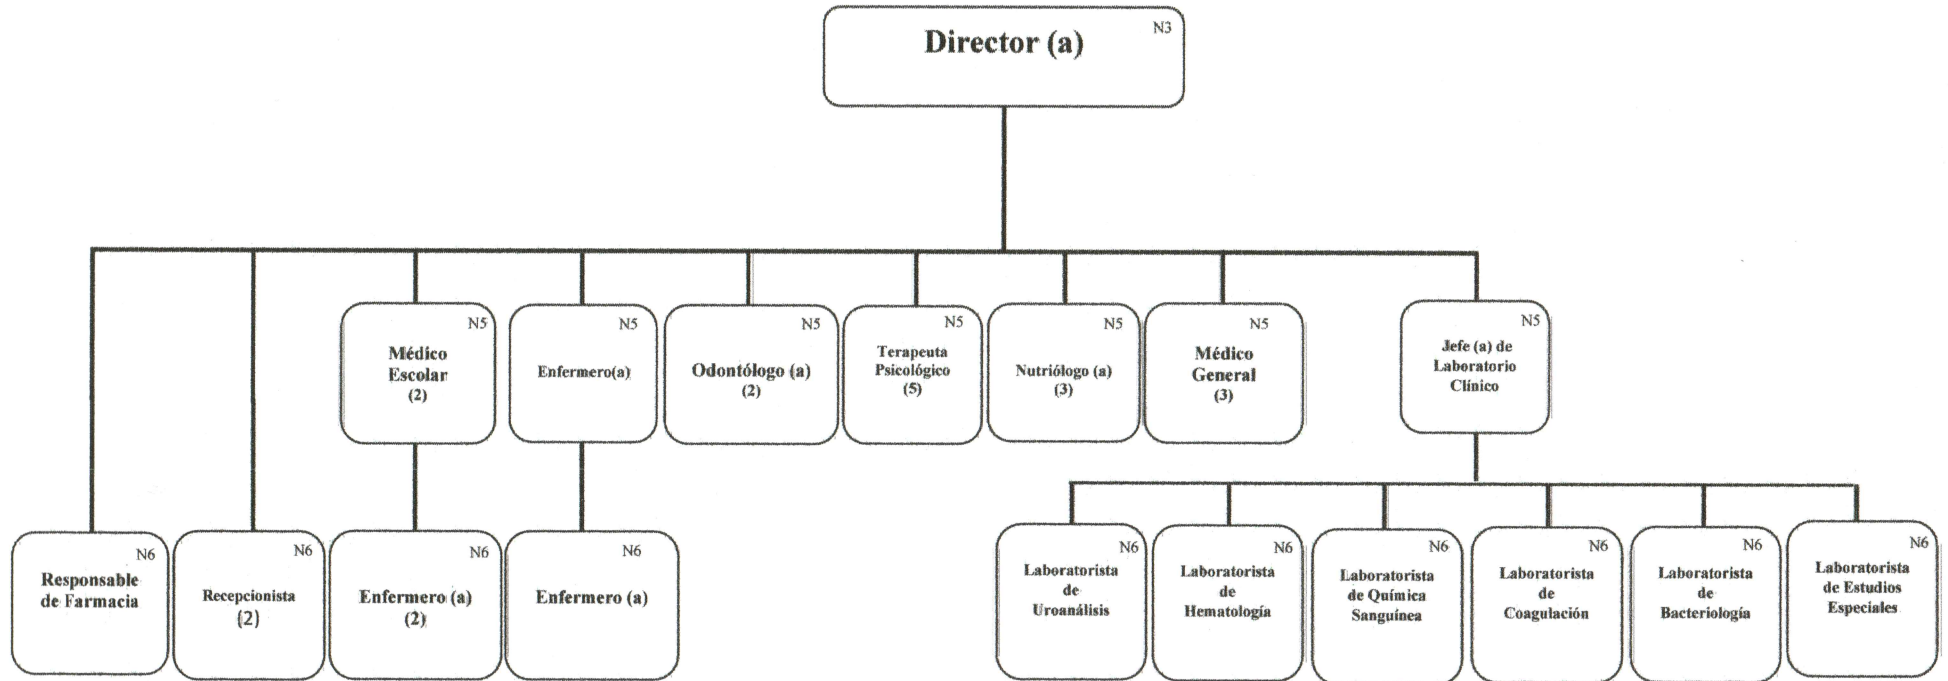 N3
Director (a)
N5
Médico
Escolar
(2)
N5
Enfermero(a)
N5
Odontólogo (a)
(2)
N5
Terapeuta
Psicológico
(5)
N5
Nutriólogo (a)
(3)
N5
Médico
General
(3)
N5
Jefe (a) de
Laboratorio
Clínico
N6
Responsable
de Farmacia
N6
Recepcionista
(2)
N6
Enfermero (a)
(2)
N6
Enfermero (a)
N6
Laboratorista
de
Uroanálisis
N6
Laboratorista
de
Hematología
N6
Laboratorista
de Química
Sanguínea
N6
Laboratorista
de
Coagulación
N6
Laboratorista
de
Bacteriología
N6
Laboratorista
de Estudios
Especiales